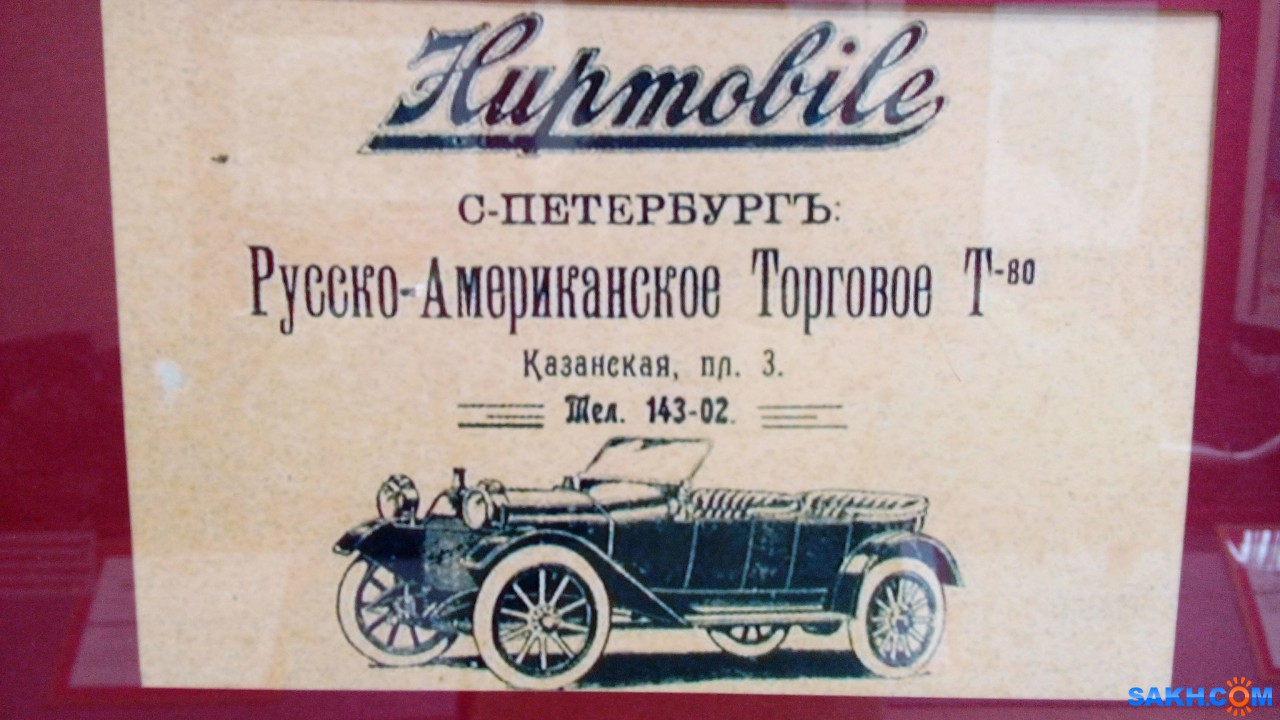 Hupmobile
С-ПЕТЕРБУРГЪ:
Русско-Американское Торговое Т-во
Казанская, пл. 3.
Тел. 143-02.
SAKH.COM